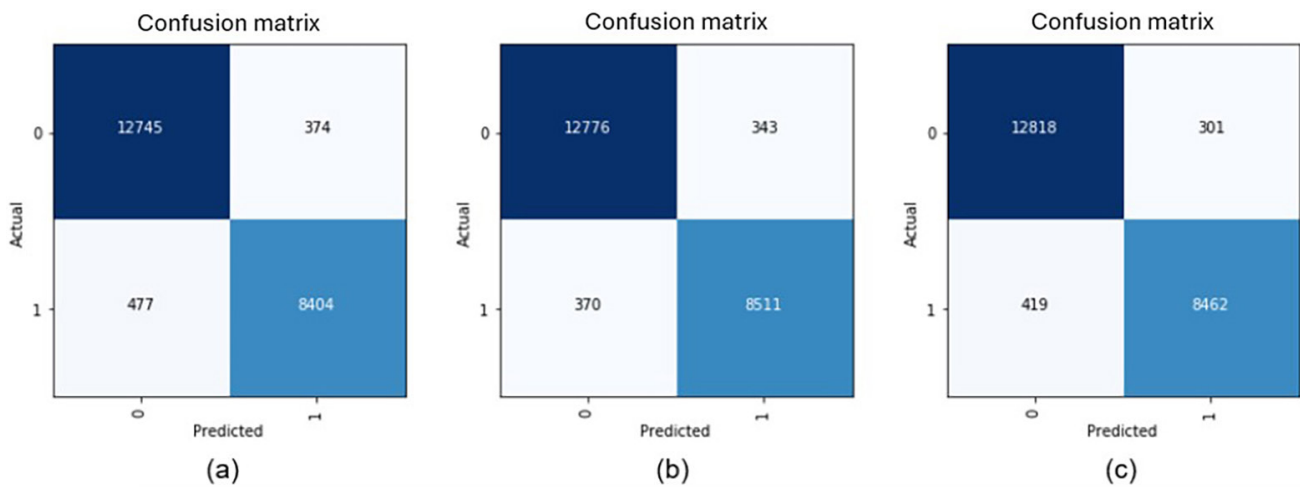 Confusion matrix
0
12745
374
Actual
1
477
8404
0
1
Predicted
(a)
Confusion matrix
0
12776
343
Actual
1
370
8511
0
1
Predicted
(b)
Confusion matrix
0
12818
301
Actual
1
419
8462
0
1
Predicted
(c)